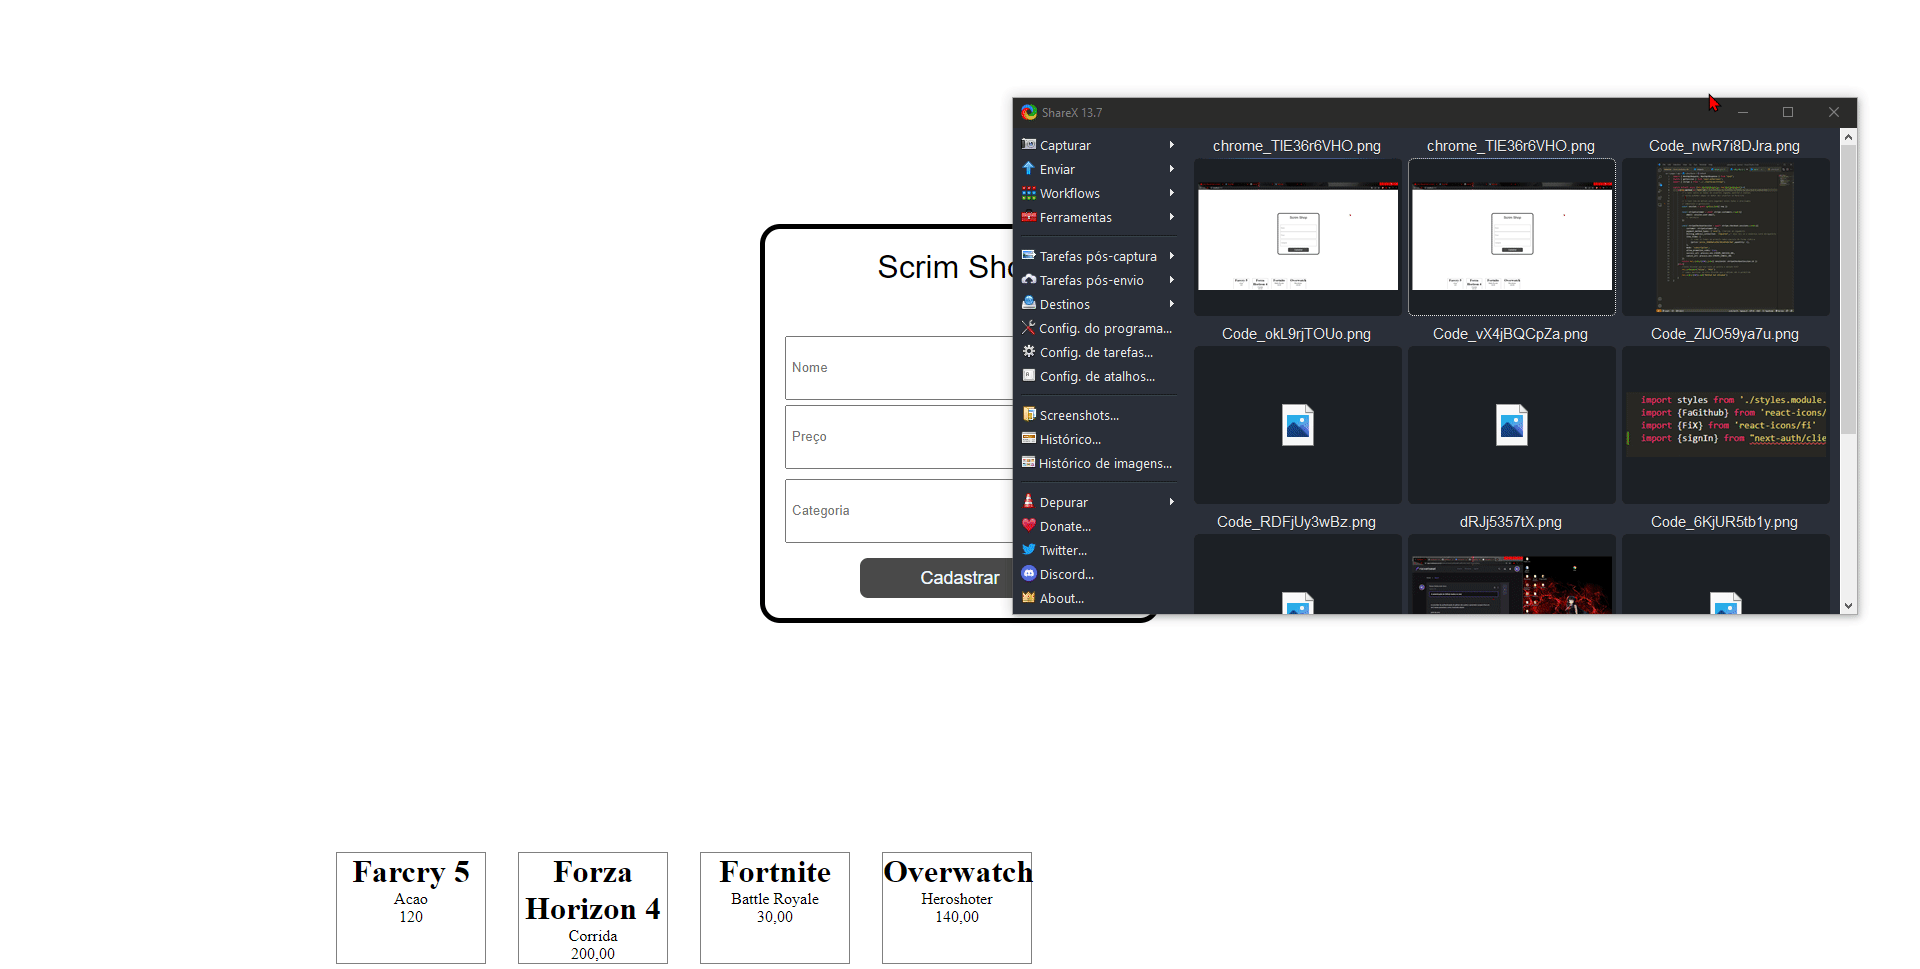 ShareX 13.7
Capturar
Enviar
Workflows
Ferramentas
Tarefas pós-captura
Tarefas pós-envio
Destinos
Config. do programa...
Config. de tarefas...
Config. de atalhos...
Screenshots...
Histórico...
Histórico de imagens...
Depurar
Donate...
Twitter...
Discord...
About...
chrome_TIE36r6VHO.png
chrome_TIE36r6VHO.png
Code_nwR7i8DJra.png
Code_okL9rjTOUo.png
Code_vX4jBQCpZa.png
Code_ZIJO59ya7u.png
import styles from './styles.module.
import {FaGithub} from 'react-icons/
import {FiX} from 'react-icons/fi'
import {signIn} from "next-auth/clie
Code_RDFjUy3wBz.png
dRJj5357tX.png
Code_6KjUR5tb1y.png
Scrim Sho
Nome
Preço
Categoria
Cadastrar
Farcry 5
Acao
120
Forza
Horizon 4
Corrida
200,00
Fortnite
Battle Royale
30,00
Overwatch
Heroshoter
140,00